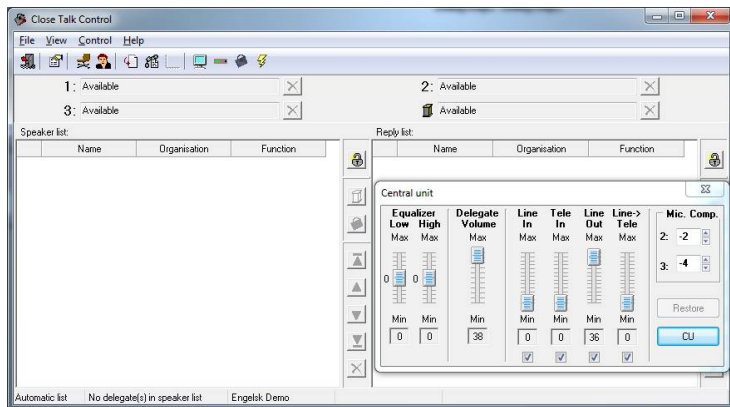 Close Talk Control
File View Control Help
1: Available
2: Available
3: Available
Available
Speaker list:
Reply list:
Name Organisation Function
Name Organisation Function
Central unit
Equalizer
Low High
Delegate
Volume
Line
In
Tele
In
Line
Out
Line->
Tele
Mic. Comp.
Max Max Max Max Max Max Max
2: -2
3: -4
0 0
Restore
Min Min Min Min Min Min
0 0 38 0 0 36 0
CU
Automatic list No delegate(s) in speaker list Engelsk Demo